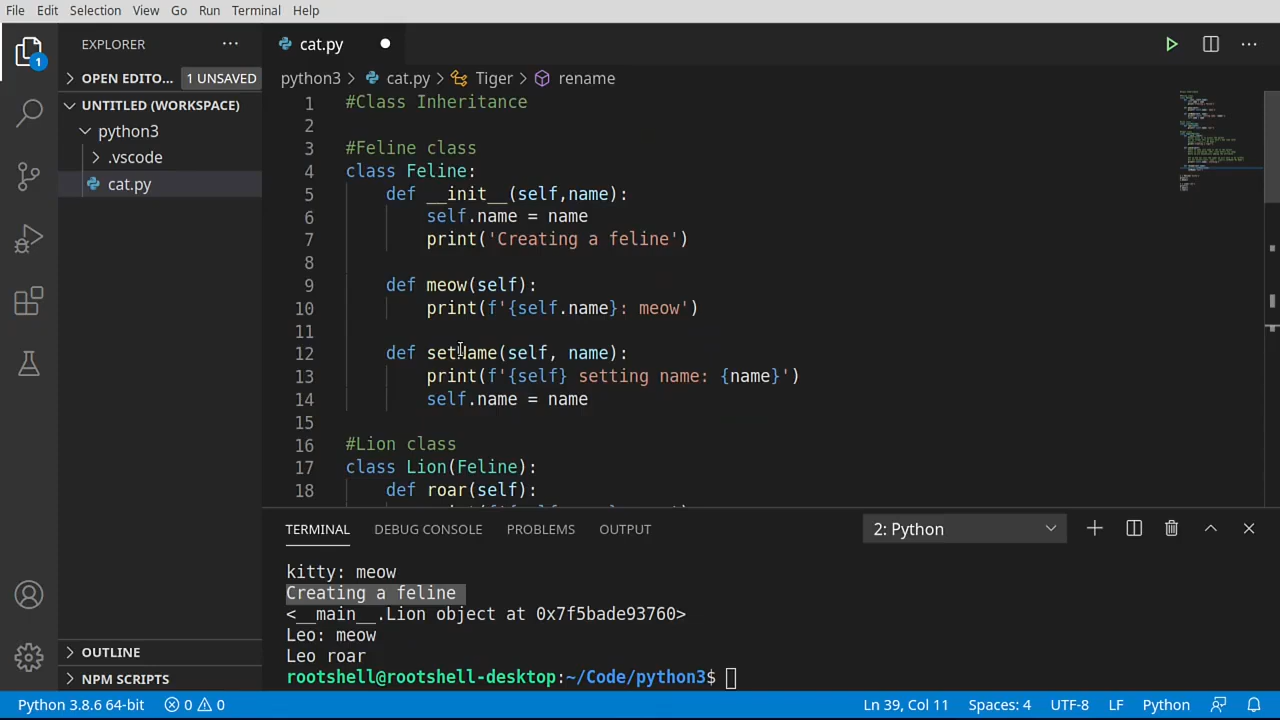 File Edit Selection View Go Run Terminal Help
EXPLORER
cat.py
OPEN EDITO... 1 UNSAVED
UNTITLED (WORKSPACE)
python3
.vscode
cat.py
OUTLINE
NPM SCRIPTS
1
python3 > cat.py > Tiger > rename
1 #Class Inheritance
2
3 #Feline class
4 class Feline:
5 def __init__(self,name):
6 self.name = name
7 print('Creating a feline')
8
9 def meow(self):
10 print(f'{self.name}: meow')
11
12 def setName(self, name):
13 print(f'{self} setting name: {name}')
14 self.name = name
15
16 #Lion class
17 class Lion(Feline):
18 def roar(self):
TERMINAL DEBUG CONSOLE PROBLEMS OUTPUT 2: Python
kitty: meow
Creating a feline
<__main__.Lion object at 0x7f5bade93760>
Leo: meow
Leo roar
rootshell@rootshell-desktop:~/Code/python3$
Python 3.8.6 64-bit 0 0 Ln 39, Col 11 Spaces: 4 UTF-8 LF Python